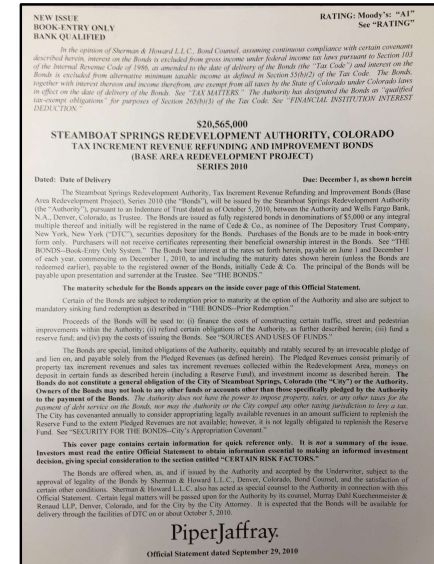 NEW ISSUE
BOOK-ENTRY ONLY
BANK QUALIFIED
RATING: Moody's: "A1"
See "RATING"
In the opinion of Sherman & Howard L.L.C., Bond Counsel, assuming continuous compliance with certain covenants
described herein, interest on the Bonds is excluded from gross income under federal income tax laws pursuant to Section 103
of the Internal Revenue Code of 1986, as amended to the date of delivery of the Bonds (the "Tax Code") and interest on the
Bonds is excluded from alternative minimum taxable income as defined in Section 55(b)(2) of the Tax Code. The Bonds,
together with interest thereon and income therefrom, are exempt from all taxes by the State of Colorado under Colorado laws
in effect on the date of delivery of the Bonds. See "TAX MATTERS." The Authority has designated the Bonds as "qualified
tax-exempt obligations" for purposes of Section 265(b)(3) of the Tax Code. See "FINANCIAL INSTITUTION INTEREST
DEDUCTION."
$20,565,000
STEAMBOAT SPRINGS REDEVELOPMENT AUTHORITY, COLORADO
TAX INCREMENT REVENUE REFUNDING AND IMPROVEMENT BONDS
(BASE AREA REDEVELOPMENT PROJECT)
SERIES 2010
Dated: Date of Delivery
Due: December 1, as shown herein
The Steamboat Springs Redevelopment Authority, Tax Increment Revenue Refunding and Improvement Bonds (Base
Area Redevelopment Project), Series 2010 (the "Bonds"), will be issued by the Steamboat Springs Redevelopment Authority
(the "Authority"), pursuant to an Indenture of Trust dated as of October 5, 2010, between the Authority and Wells Fargo Bank,
N.A., Denver, Colorado, as Trustee. The Bonds are issued as fully registered bonds in denominations of $5,000 or any integral
multiple thereof and initially will be registered in the name of Cede & Co., as nominee of The Depository Trust Company,
New York, New York ("DTC"), securities depository for the Bonds. Purchases of the Bonds are to be made in book-entry
form only. Purchasers will not receive certificates representing their beneficial ownership interest in the Bonds. See "THE
BONDS--Book-Entry Only System." The Bonds bear interest at the rates set forth herein, payable on June 1 and December 1
of each year, commencing on December 1, 2010, to and including the maturity dates shown herein (unless the Bonds are
redeemed earlier), payable to the registered owner of the Bonds, initially Cede & Co. The principal of the Bonds will be
payable upon presentation and surrender at the Trustee. See "THE BONDS."
The maturity schedule for the Bonds appears on the inside cover page of this Official Statement.
Certain of the Bonds are subject to redemption prior to maturity at the option of the Authority and also are subject to
mandatory sinking fund redemption as described in "THE BONDS--Prior Redemption."
Proceeds of the Bonds will be used to: (i) finance the costs of constructing certain traffic, street and pedestrian
improvements within the Authority; (ii) refund certain obligations of the Authority, as further described herein; (iii) fund a
reserve fund; and (iv) pay the costs of issuing the Bonds. See "SOURCES AND USES OF FUNDS."
The Bonds are special, limited obligations of the Authority, equitably and ratably secured by an irrevocable pledge of
and lien on, and payable solely from the Pledged Revenues (as defined herein). The Pledged Revenues consist primarily of
property tax increment revenues and sales tax increment revenues collected within the Redevelopment Area, moneys on
deposit in certain funds as described herein (including a Reserve Fund), and investment income as described herein. The
Bonds do not constitute a general obligation of the City of Steamboat Springs, Colorado (the "City") or the Authority.
Owners of the Bonds may not look to any other funds or accounts other than those specifically pledged by the Authority
to the payment of the Bonds. The Authority does not have the power to impose property, sales, or any other taxes for the
payment of debt service on the Bonds, nor may the Authority or the City compel any other taxing jurisdiction to levy a tax.
The City has covenanted annually to consider appropriating legally available revenues in an amount sufficient to replenish the
Reserve Fund to the extent Pledged Revenues are not available; however, it is not legally obligated to replenish the Reserve
Fund. See "SECURITY FOR THE BONDS--City's Appropriation Covenant."
This cover page contains certain information for quick reference only. It is not a summary of the issue.
Investors must read the entire Official Statement to obtain information essential to making an informed investment
decision, giving special consideration to the section entitled "CERTAIN RISK FACTORS."
The Bonds are offered when, as, and if issued by the Authority and accepted by the Underwriter, subject to the
approval of legality of the Bonds by Sherman & Howard L.L.C., Denver, Colorado, Bond Counsel, and the satisfaction of
certain other conditions. Sherman & Howard L.L.C. also has acted as special counsel to the Authority in connection with this
Official Statement. Certain legal matters will be passed upon for the Authority by its counsel, Murray Dahl Kuechenmeister &
Renaud LLP, Denver, Colorado, and for the City by the City Attorney. It is expected that the Bonds will be available for
delivery through the facilities of DTC on or about October 5, 2010.
PiperJaffray.
Official Statement dated September 29, 2010